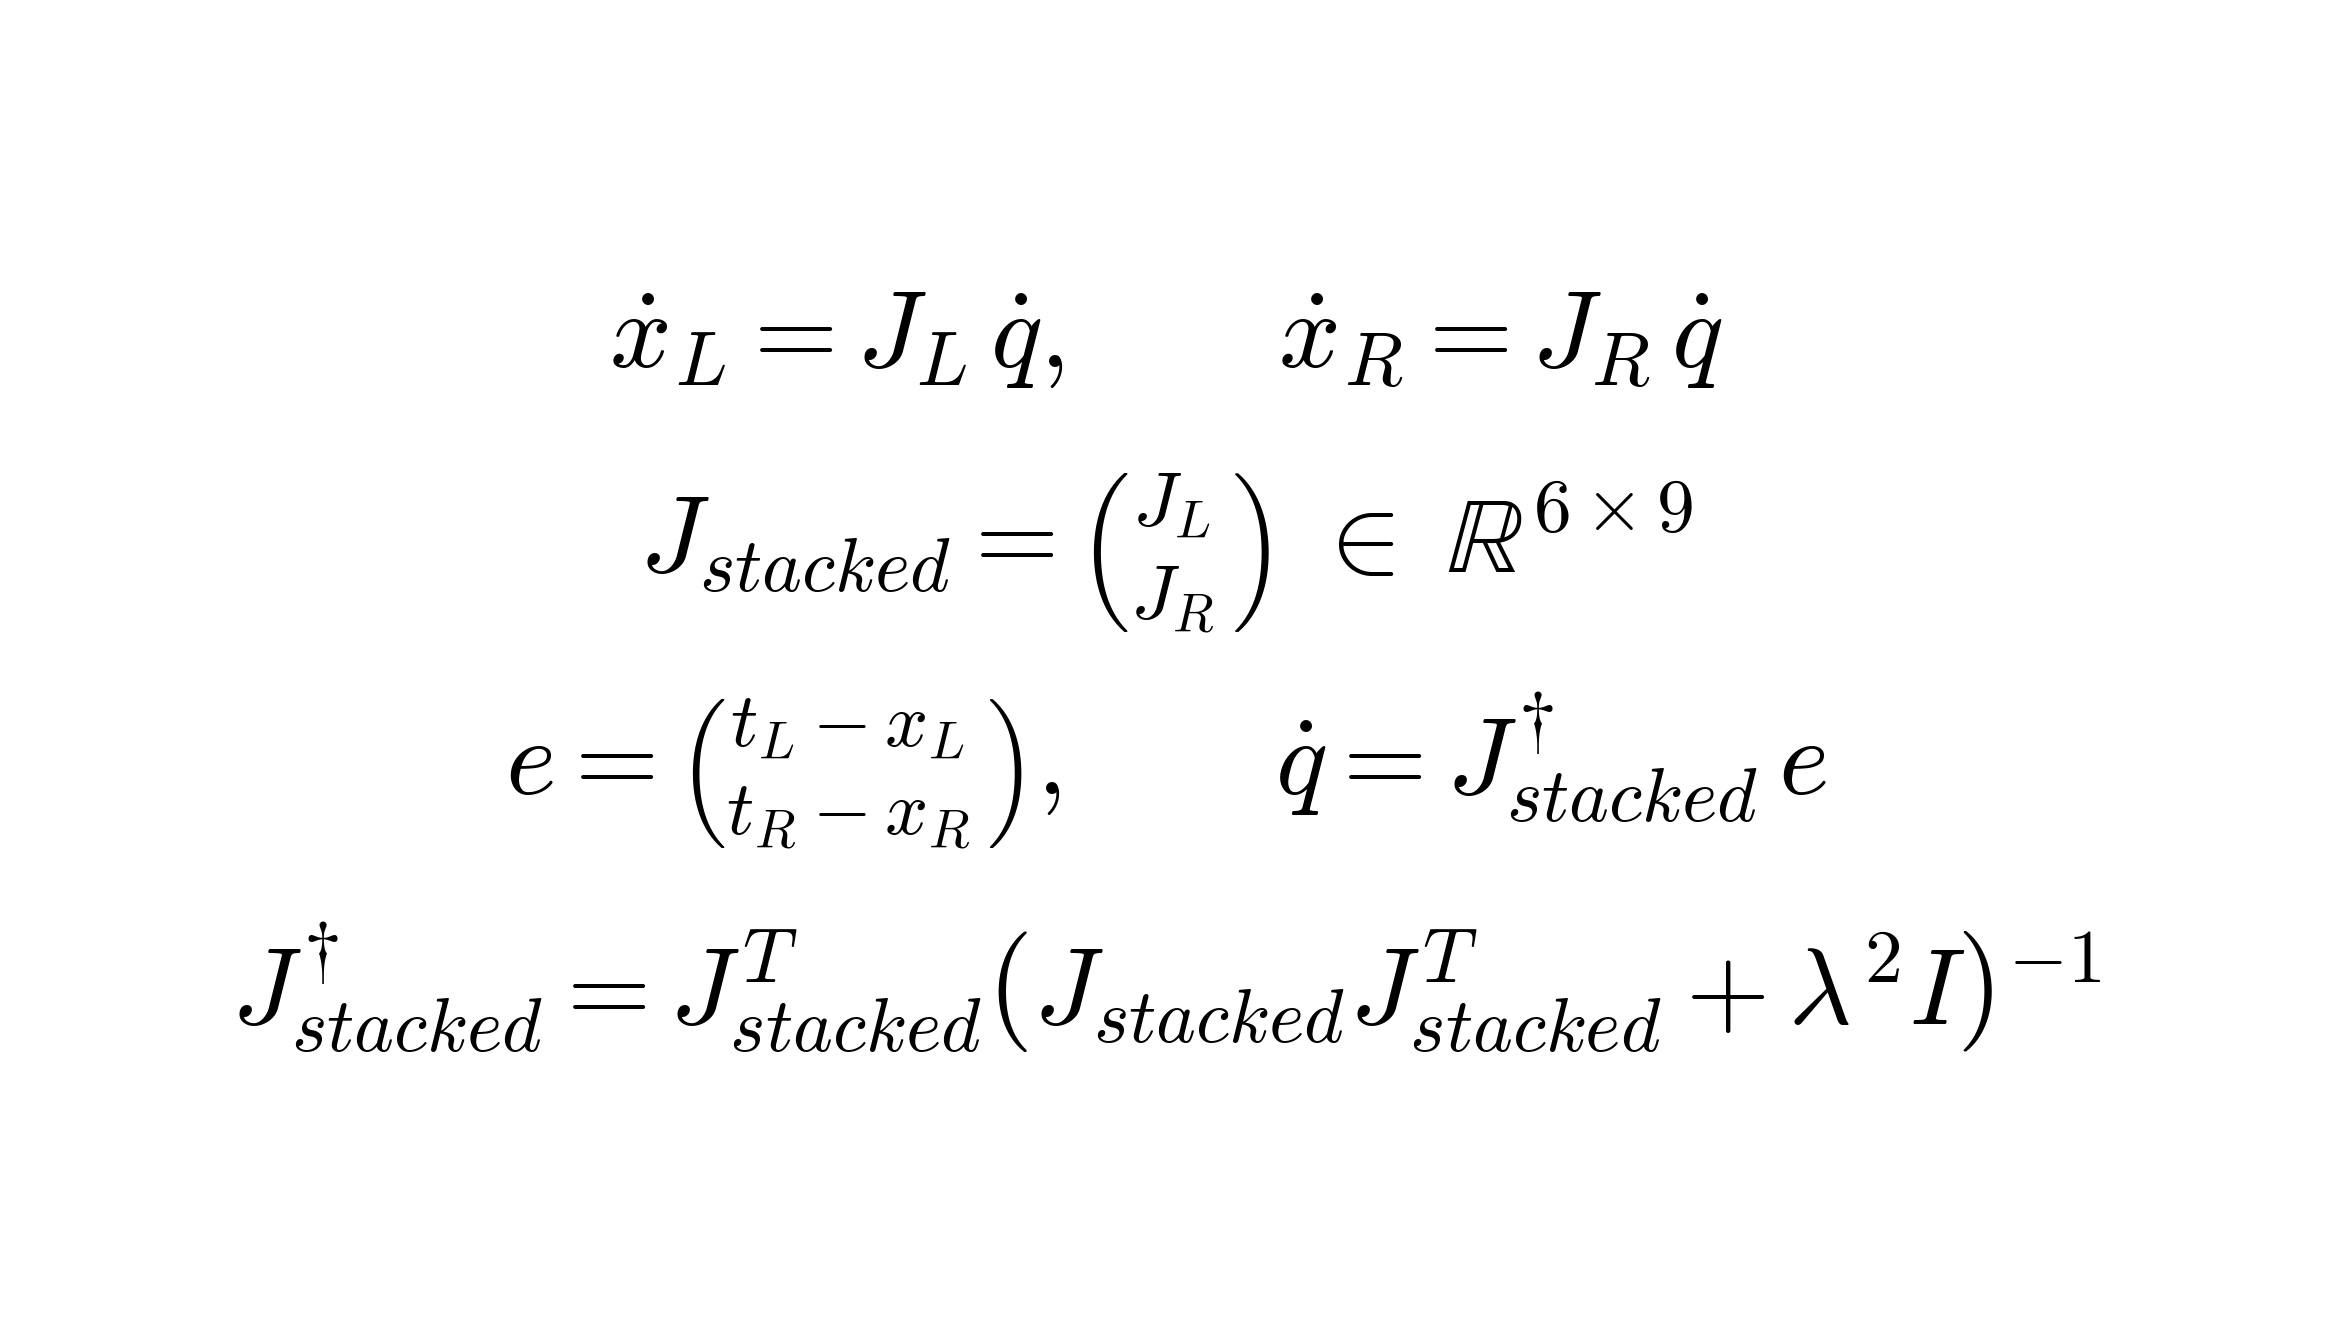 ẋ_L = J_L q̇,    ẋ_R = J_R q̇
J_stacked = (J_L J_R) ∈ ℝ^{6×9}
e = (t_L − x_L t_R − x_R),    q̇ = J^†_stacked e
J^†_stacked = J^T_stacked(J_stacked J^T_stacked + λ^2 I)^{−1}